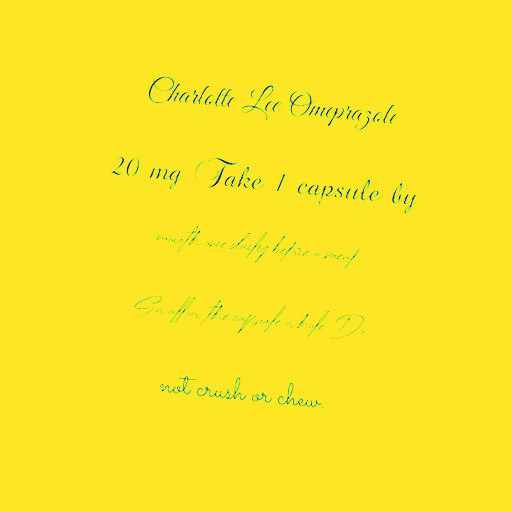 Charlotte Lee Omeprazole
20 mg Take 1 capsule by
mouth once daily before a meal
Swallow the capsule whole Do
not crush or chew.